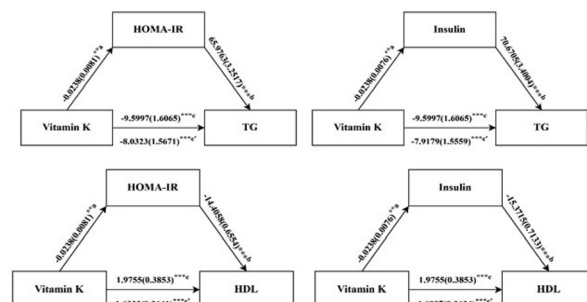 HOMA-IR
Insulin
-0.0238(0.0081)**a
65.9763(3.2517)***b
-0.0238(0.0076)**a
70.6705(3.4004)***b
Vitamin K
-9.5997(1.6065)***c
TG
-8.0323(1.5671)***c'
Vitamin K
-9.5997(1.6065)***c
TG
-7.9179(1.5559)***c'
HOMA-IR
Insulin
-0.0238(0.0081)**a
-14.4058(0.6554)***b
-0.0238(0.0076)**a
-15.3715(0.7133)***b
Vitamin K
1.9755(0.3853)***c
HDL
Vitamin K
1.9755(0.3853)***c
HDL